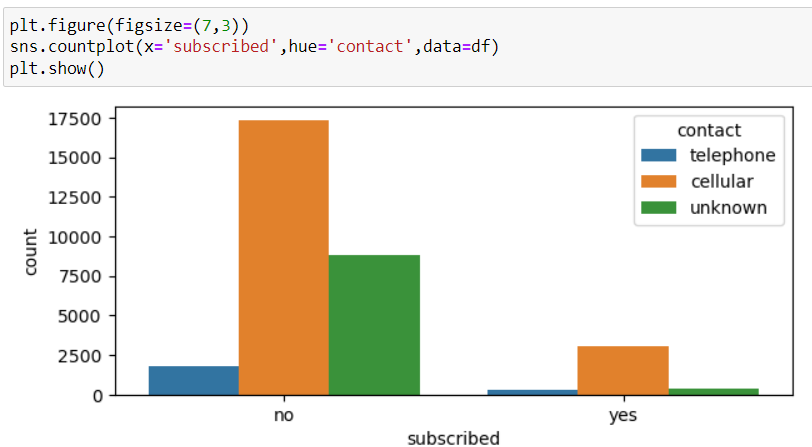 plt.figure(figsize=(7,3))
sns.countplot(x='subscribed',hue='contact',data=df)
plt.show()
17500
15000
12500
10000
7500
5000
2500
0
count
contact
telephone
cellular
unknown
no
yes
subscribed